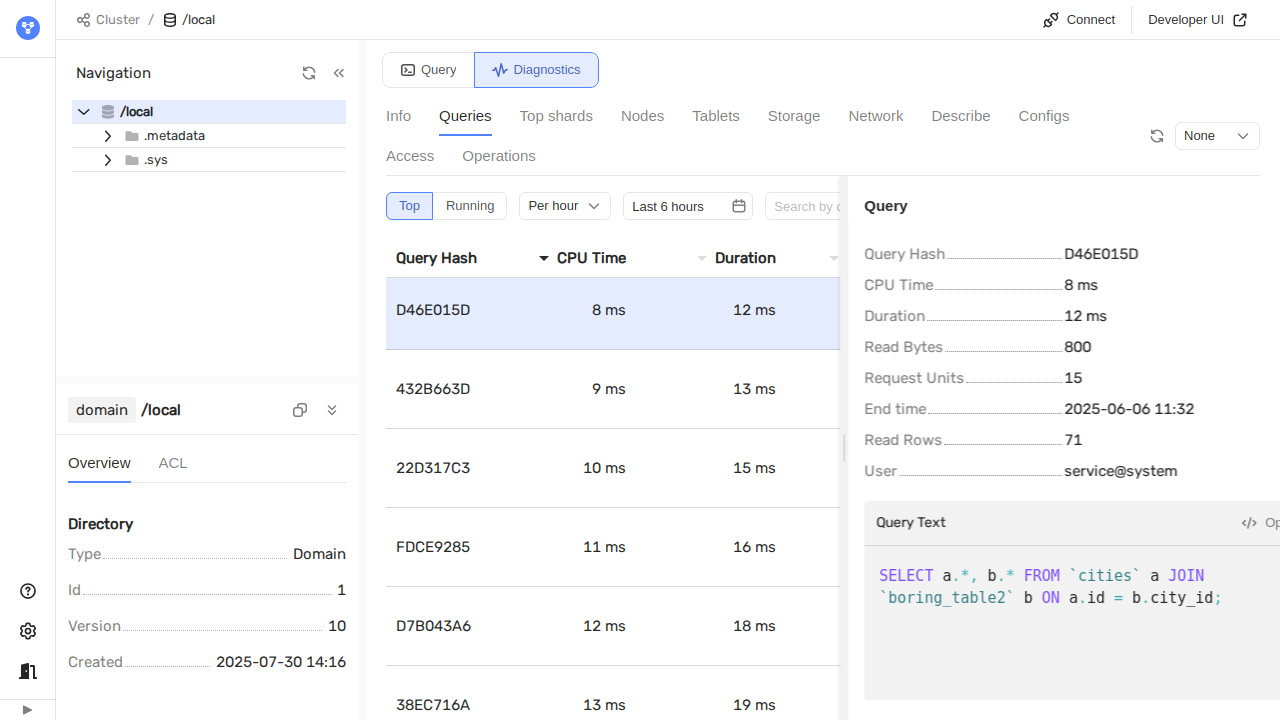 Cluster / /local
Connect
Developer UI
Navigation
/local
.metadata
.sys
domain /local
Overview ACL
Directory
Type Domain
Id 1
Version 10
Created 2025-07-30 14:16
Query Diagnostics
Info Queries Top shards Nodes Tablets Storage Network Describe Configs
Access Operations
None
Top Running Per hour Last 6 hours Search by
Query Hash CPU Time Duration
D46E015D 8 ms 12 ms
432B663D 9 ms 13 ms
22D317C3 10 ms 15 ms
FDCE9285 11 ms 16 ms
D7B043A6 12 ms 18 ms
38EC716A 13 ms 19 ms
Query
Query Hash D46E015D
CPU Time 8 ms
Duration 12 ms
Read Bytes 800
Request Units 15
End time 2025-06-06 11:32
Read Rows 71
User service@system
Query Text
SELECT a.*, b.* FROM `cities` a JOIN
`boring_table2` b ON a.id = b.city_id;